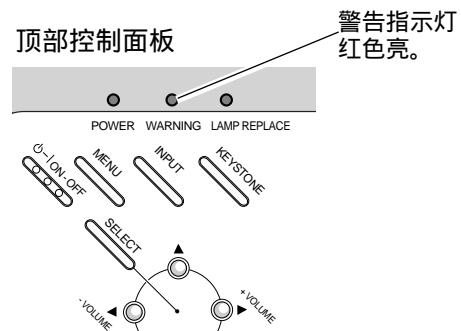 警告指示灯
红色亮。
顶部控制面板
POWER WARNING LAMP REPLACE
ON-OFF MENU INPUT KEYSTONE
SELECT
- VOLUME + VOLUME